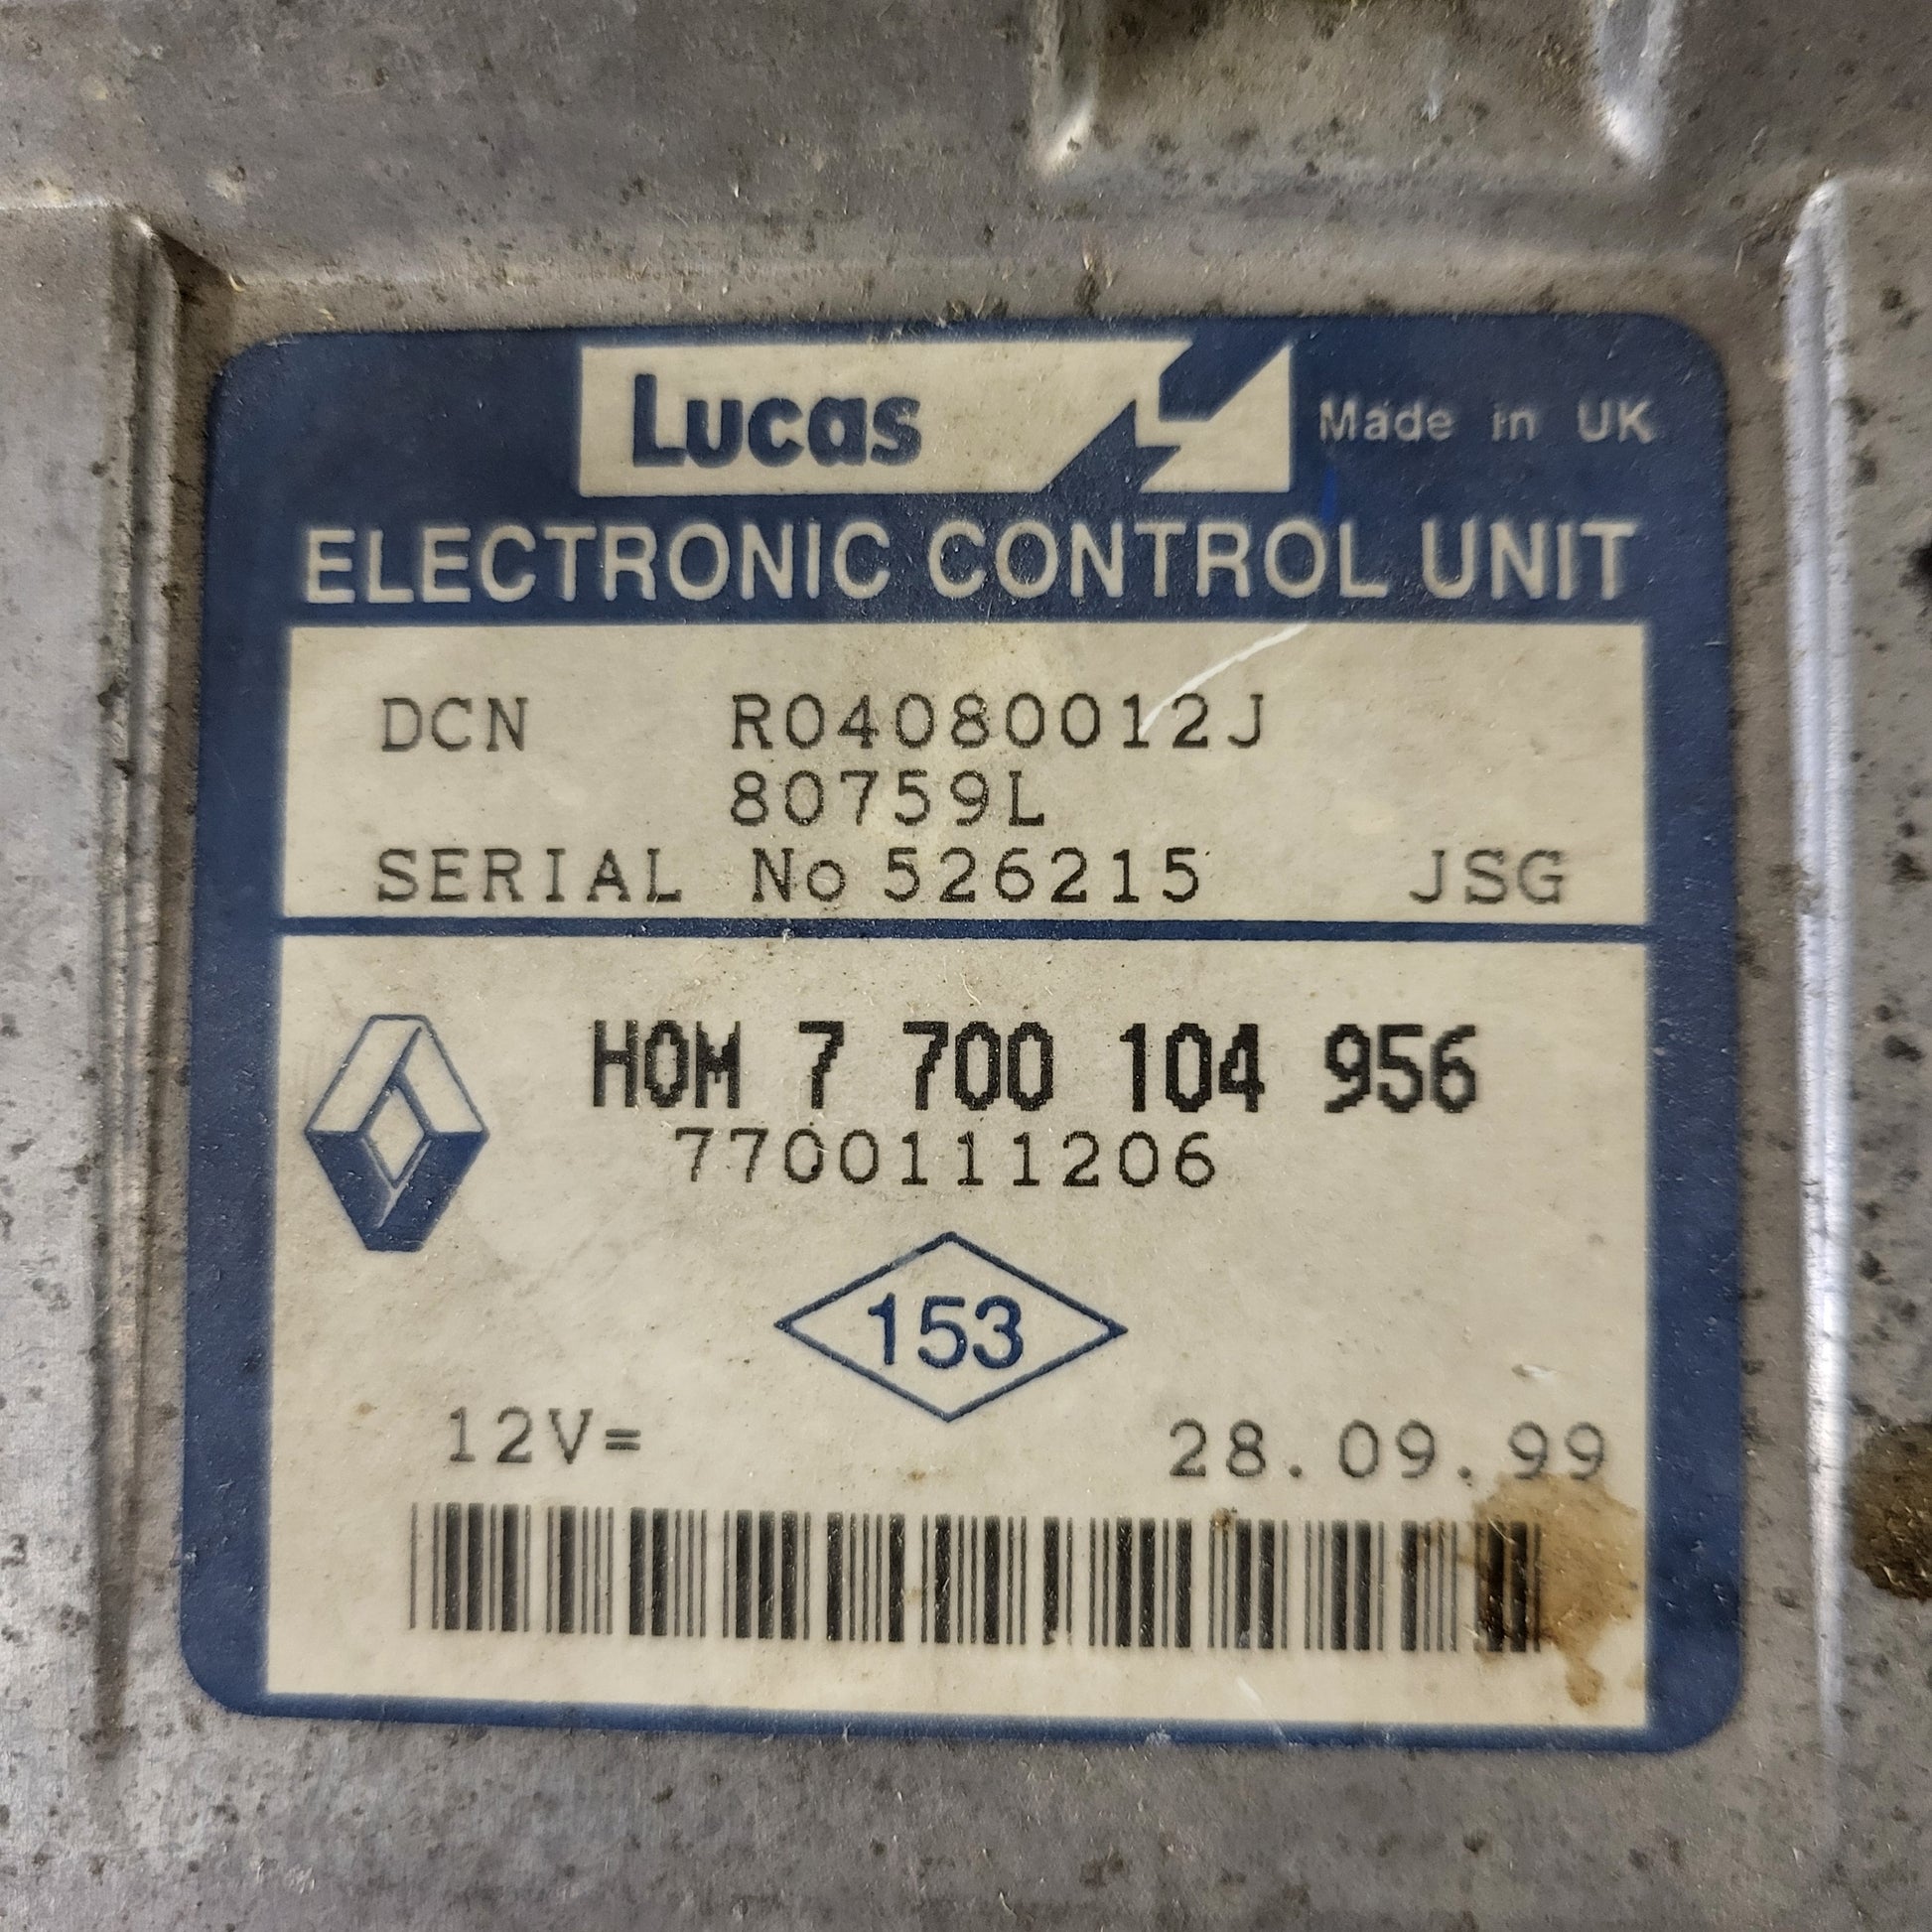 Lucas Made in UK
ELECTRONIC CONTROL UNIT
DCN R04080012J
80759L
SERIAL No 526215 JSG
HOM 7 700 104 956
7700111206
153
12V= 28.09.99